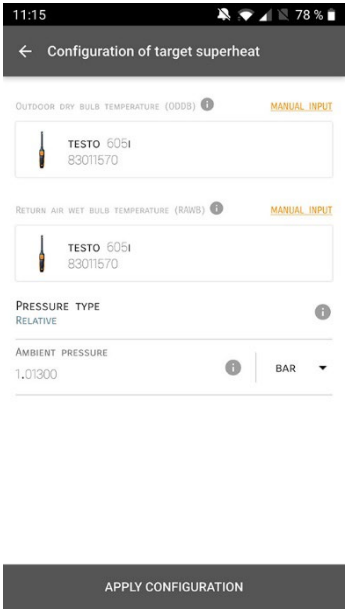 11:15 78 %
Configuration of target superheat
OUTDOOR DRY BULB TEMPERATURE (ODDB) MANUAL INPUT
TESTO 605I
83011570
RETURN AIR WET BULB TEMPERATURE (RAWB) MANUAL INPUT
TESTO 605I
83011570
PRESSURE TYPE
RELATIVE
AMBIENT PRESSURE
1.01300 BAR
APPLY CONFIGURATION